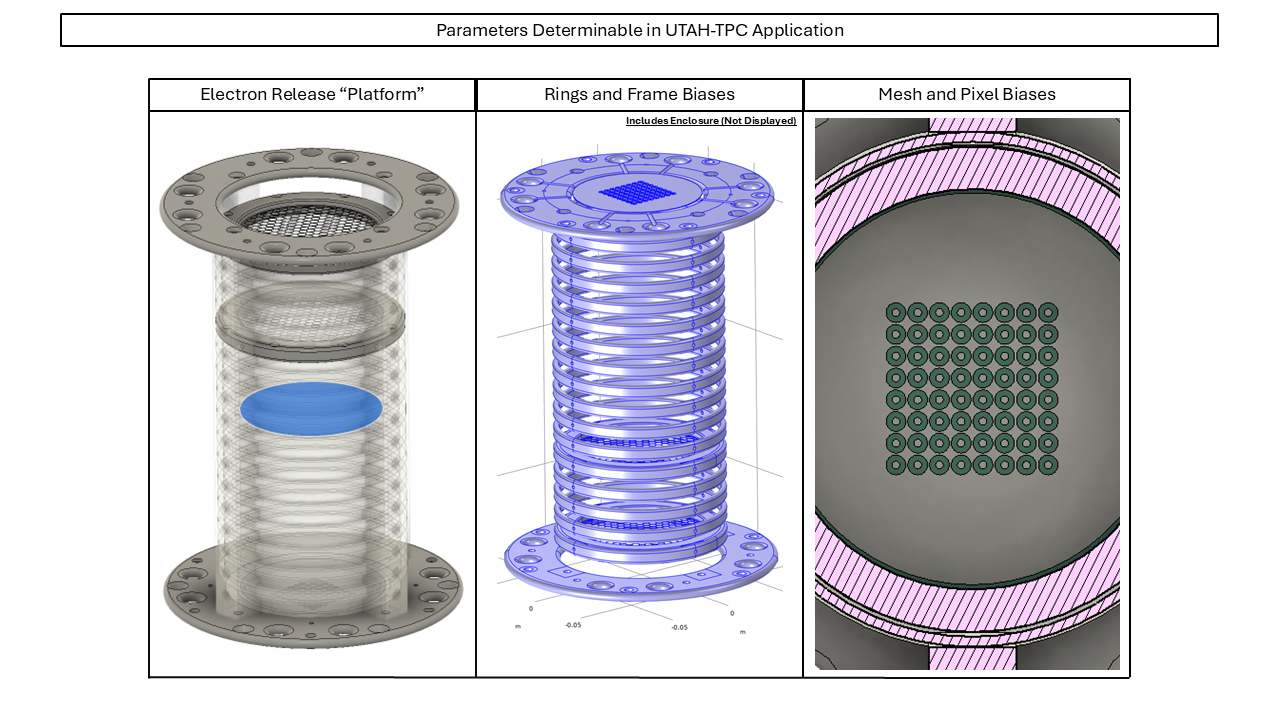 Parameters Determinable in UTAH-TPC Application
Electron Release “Platform”
Rings and Frame Biases
Mesh and Pixel Biases
Includes Enclosure (Not Displayed)
0
0
m
-0.05
-0.05
m